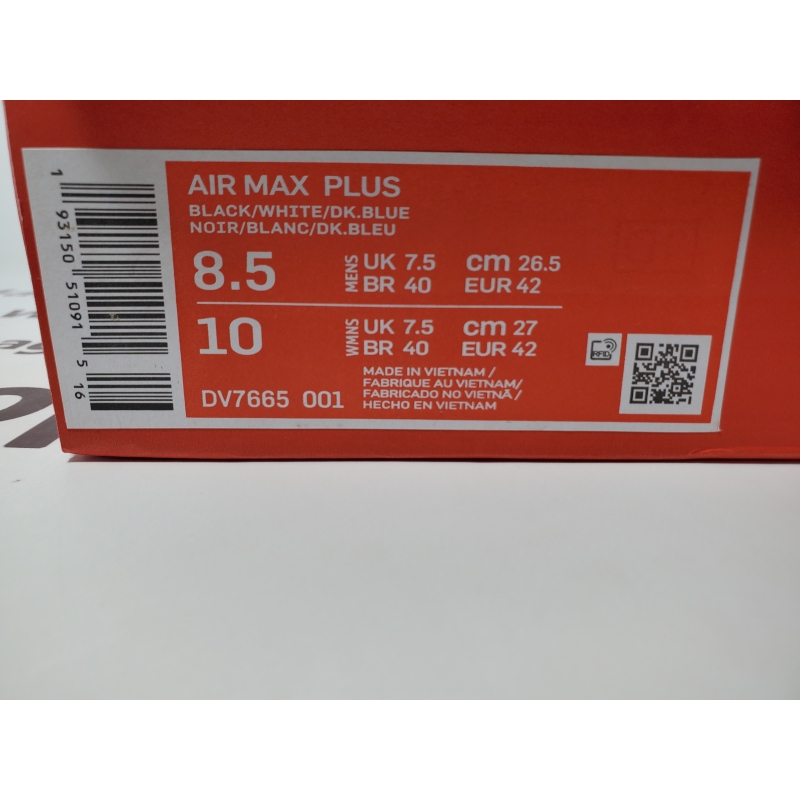 AIR MAX PLUS
BLACK/WHITE/DK.BLUE
NOIR/BLANC/DK.BLEU
8.5 MENS UK 7.5 cm 26.5
BR 40 EUR 42
10 WMNS UK 7.5 cm 27
BR 40 EUR 42
DV7665 001
MADE IN VIETNAM /
FABRIQUE AU VIETNAM/
FABRICADO NO VIETNÃ /
HECHO EN VIETNAM
RFID
1 93150 51091 5 16